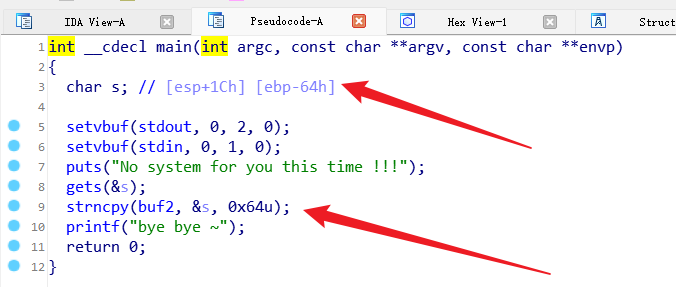 IDA View-A Pseudocode-A Hex View-1 Struct
1 int __cdecl main(int argc, const char **argv, const char **envp)
2 {
3 char s; // [esp+1Ch] [ebp-64h]
4
5 setvbuf(stdout, 0, 2, 0);
6 setvbuf(stdin, 0, 1, 0);
7 puts("No system for you this time !!!");
8 gets(&s);
9 strncpy(buf2, &s, 0x64u);
10 printf("bye bye ~");
11 return 0;
12 }